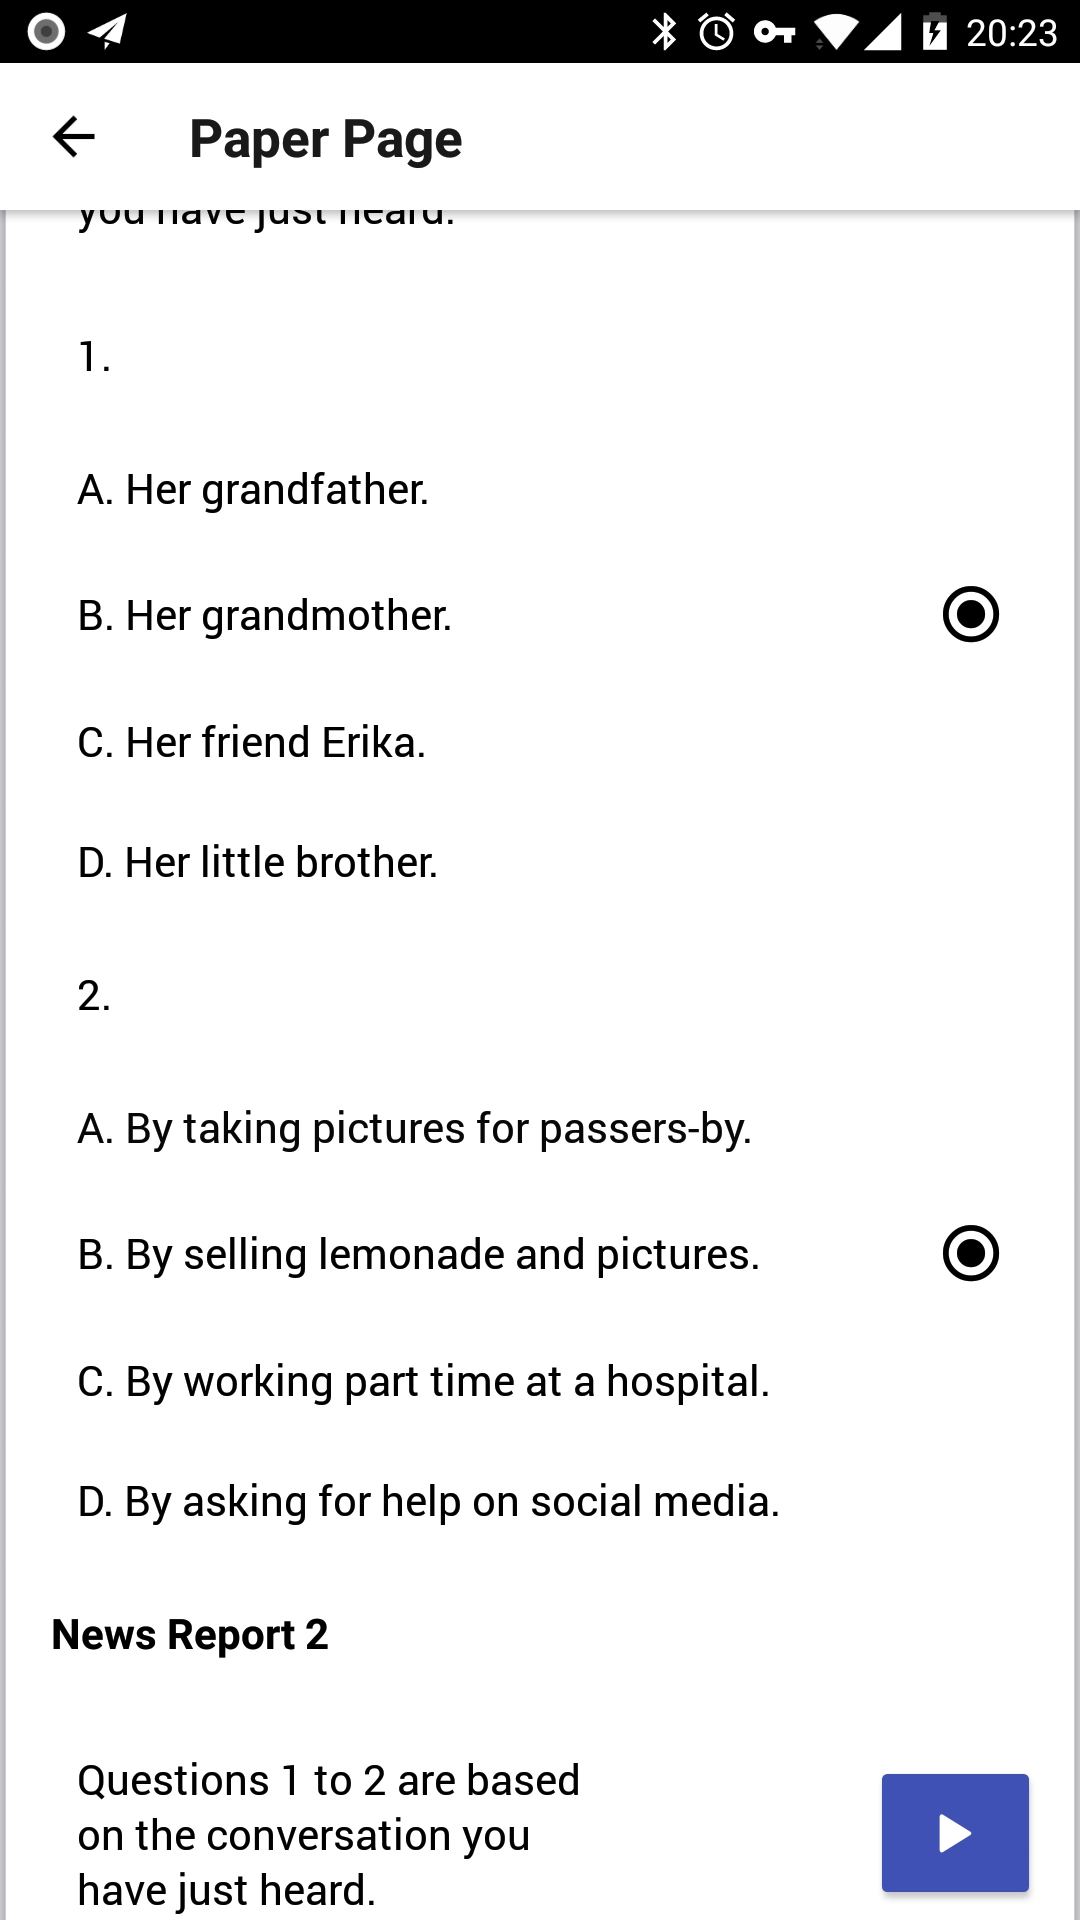 20:23
Paper Page
you have just heard.
1.
A. Her grandfather.
B. Her grandmother.
C. Her friend Erika.
D. Her little brother.
2.
A. By taking pictures for passers-by.
B. By selling lemonade and pictures.
C. By working part time at a hospital.
D. By asking for help on social media.
News Report 2
Questions 1 to 2 are based
on the conversation you
have just heard.